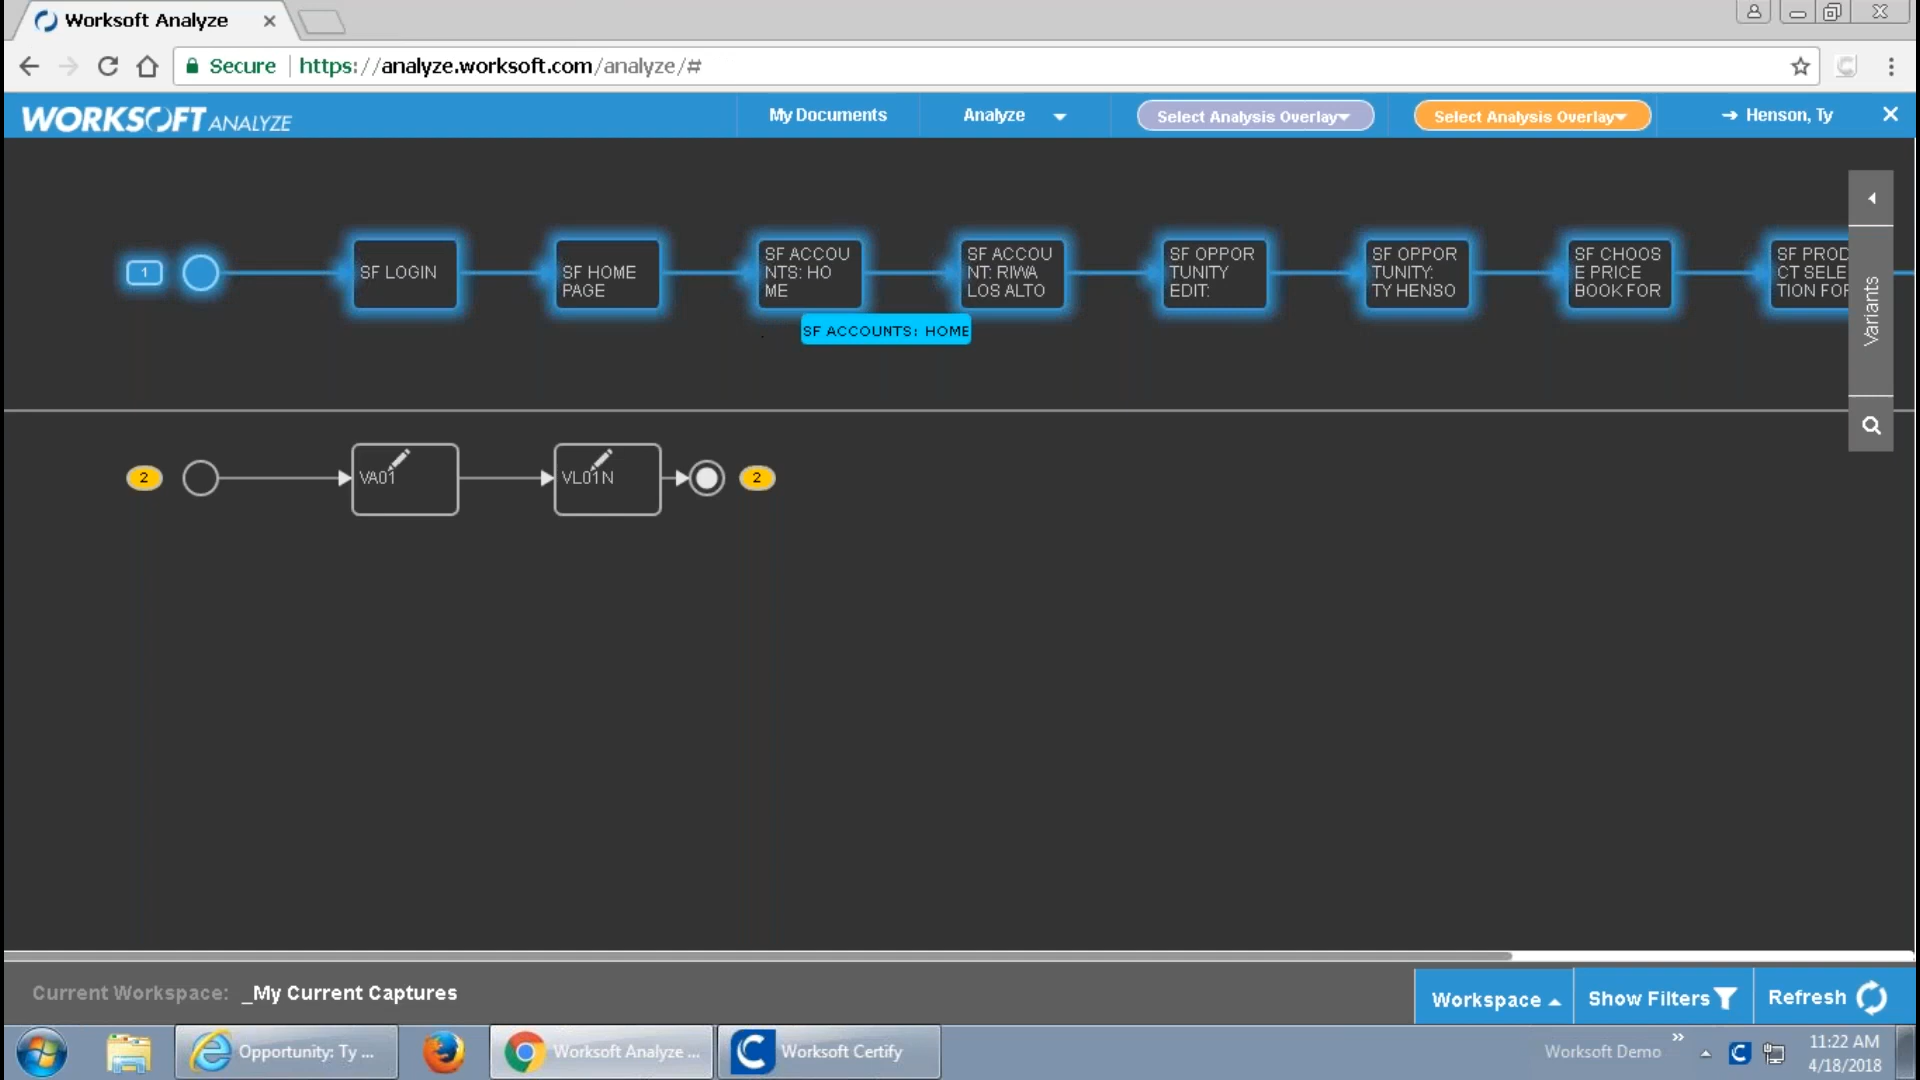 Worksoft Analyze
Secure https://analyze.worksoft.com/analyze/#
WORKSOFT ANALYZE
My Documents
Analyze
Select Analysis Overlay
Select Analysis Overlay
Henson, Ty
1
SF LOGIN
SF HOME
PAGE
SF ACCOU
NTS: HO
ME
SF ACCOU
NT: RIWA
LOS ALTO
SF OPPOR
TUNITY
EDIT:
SF OPPOR
TUNITY:
TY HENSO
SF CHOOS
E PRICE
BOOK FOR
SF PROD
CT SELE
TION FOR
SF ACCOUNTS: HOME
Variants
2
VA01
VL01N
2
Current Workspace: _My Current Captures
Workspace
Show Filters
Refresh
Opportunity: Ty ...
Worksoft Analyze ...
Worksoft Certify
Worksoft Demo
11:22 AM
4/18/2018